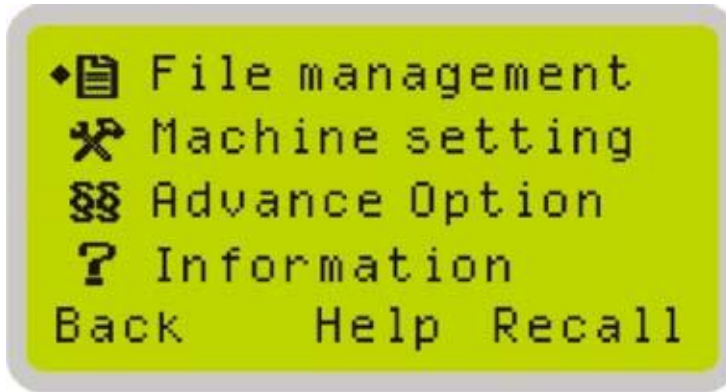 File management
Machine setting
§§ Advance Option
? Information
Back Help Recall